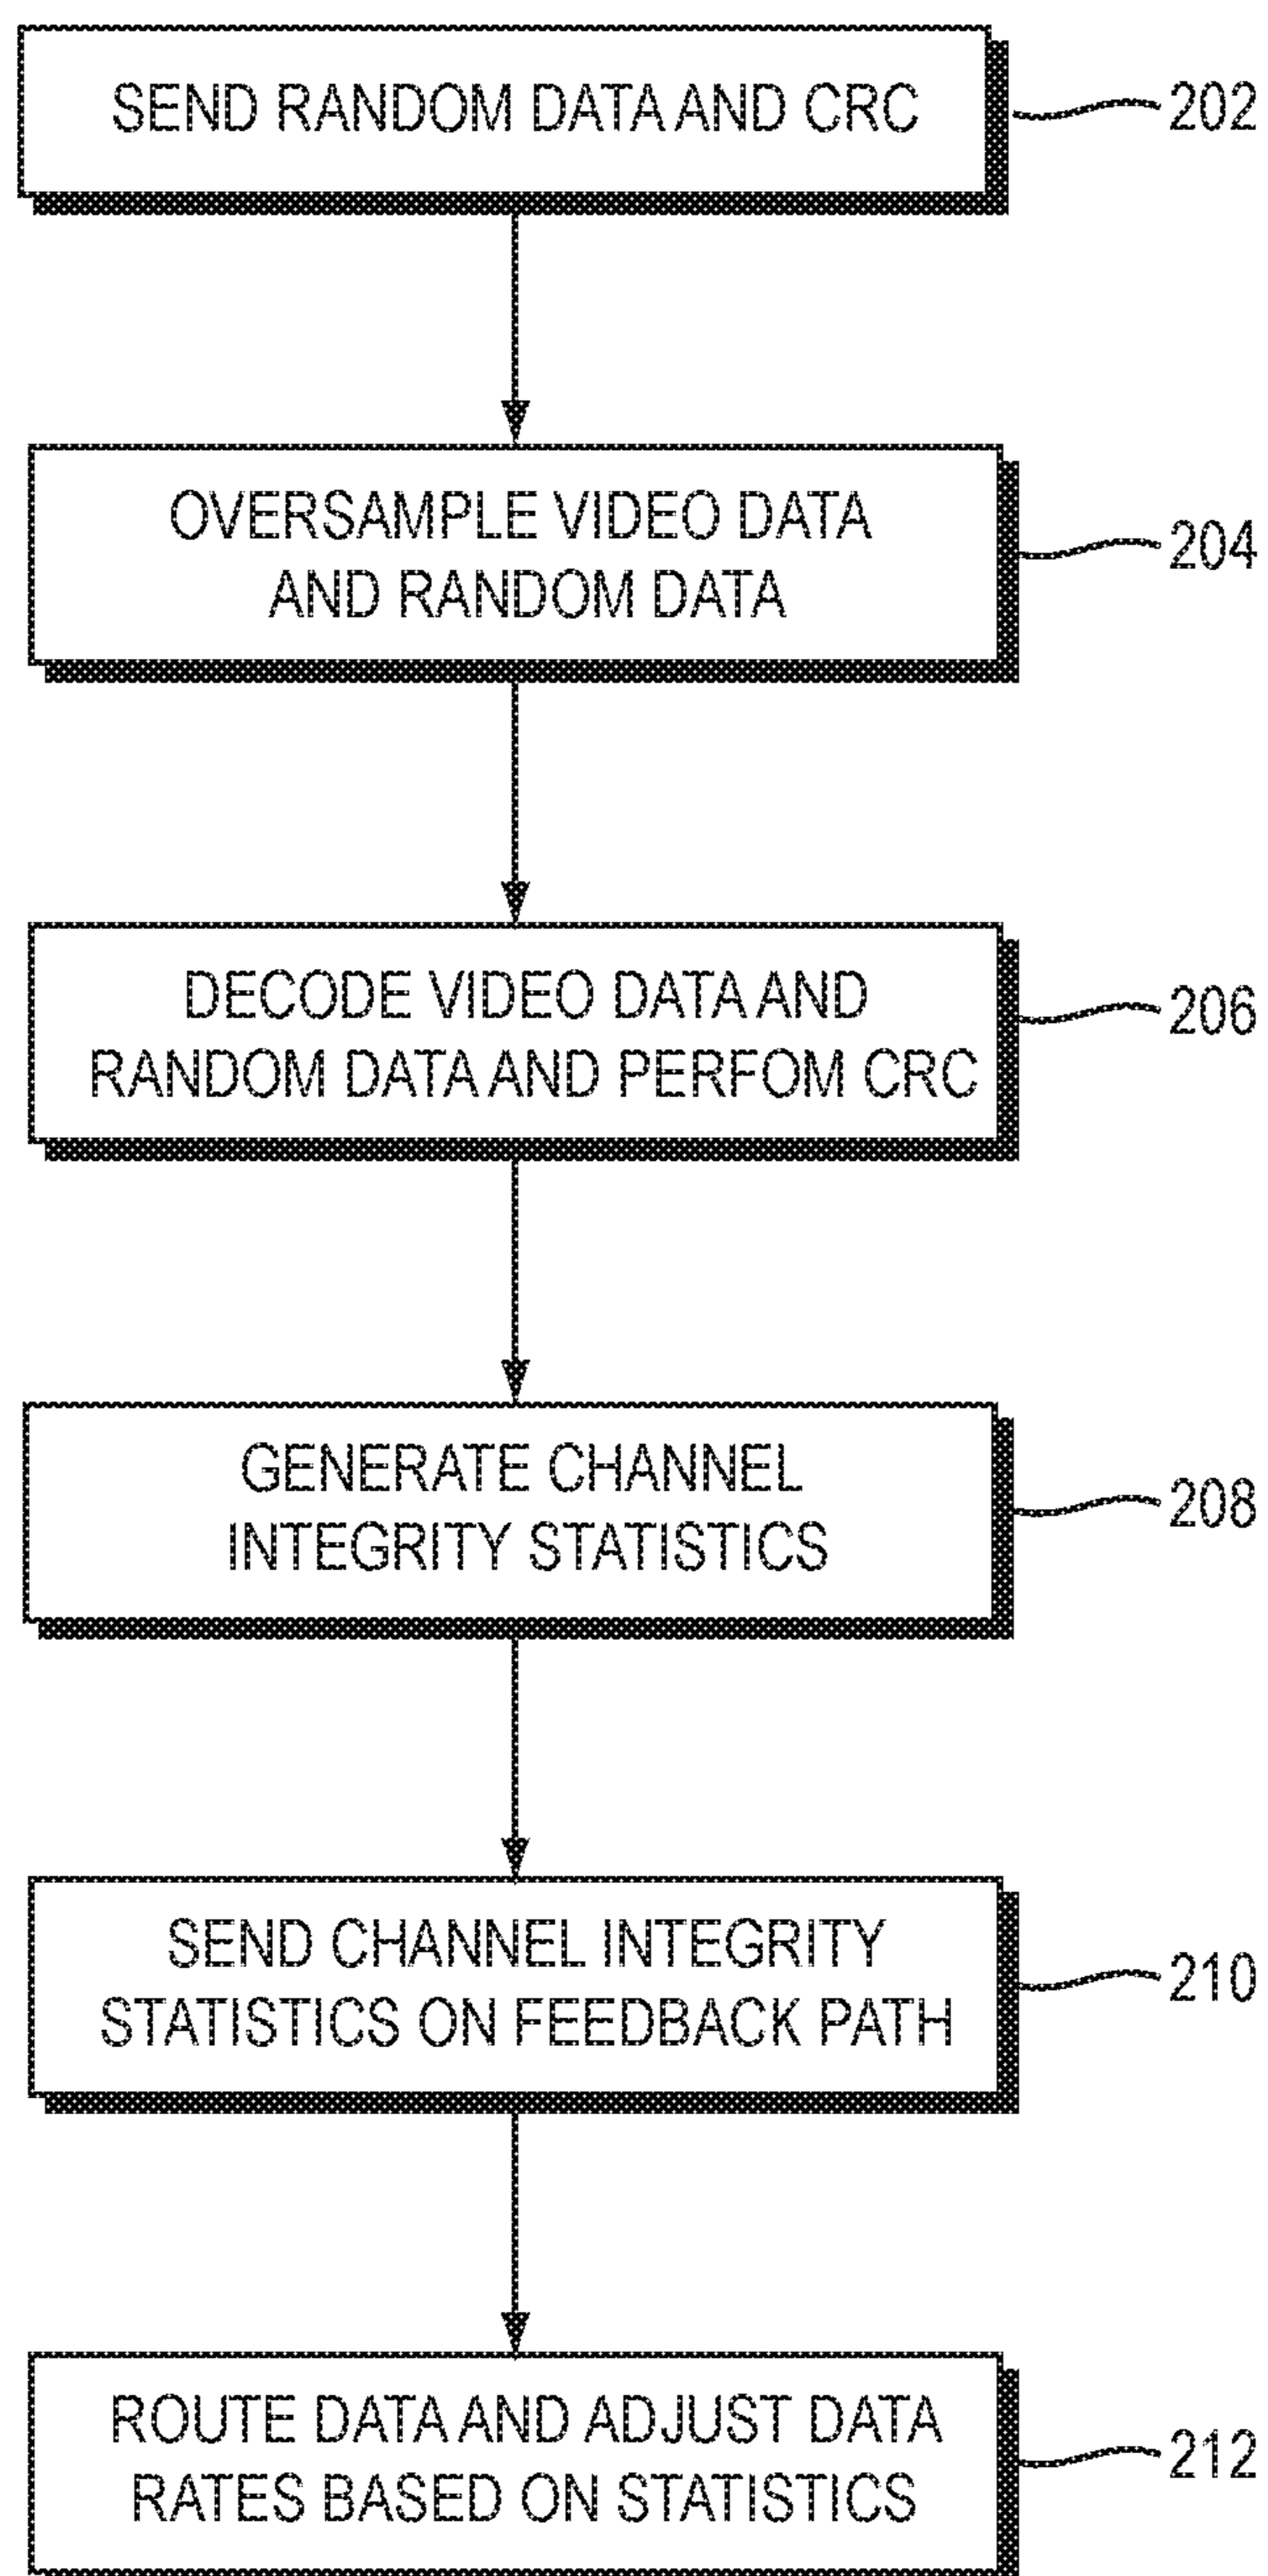 SEND RANDOM DATA AND CRC
202
OVERSAMPLE VIDEO DATA
AND RANDOM DATA
204
DECODE VIDEO DATA AND
RANDOM DATA AND PERFOM CRC
206
GENERATE CHANNEL
INTEGRITY STATISTICS
208
SEND CHANNEL INTEGRITY
STATISTICS ON FEEDBACK PATH
210
ROUTE DATA AND ADJUST DATA
RATES BASED ON STATISTICS
212